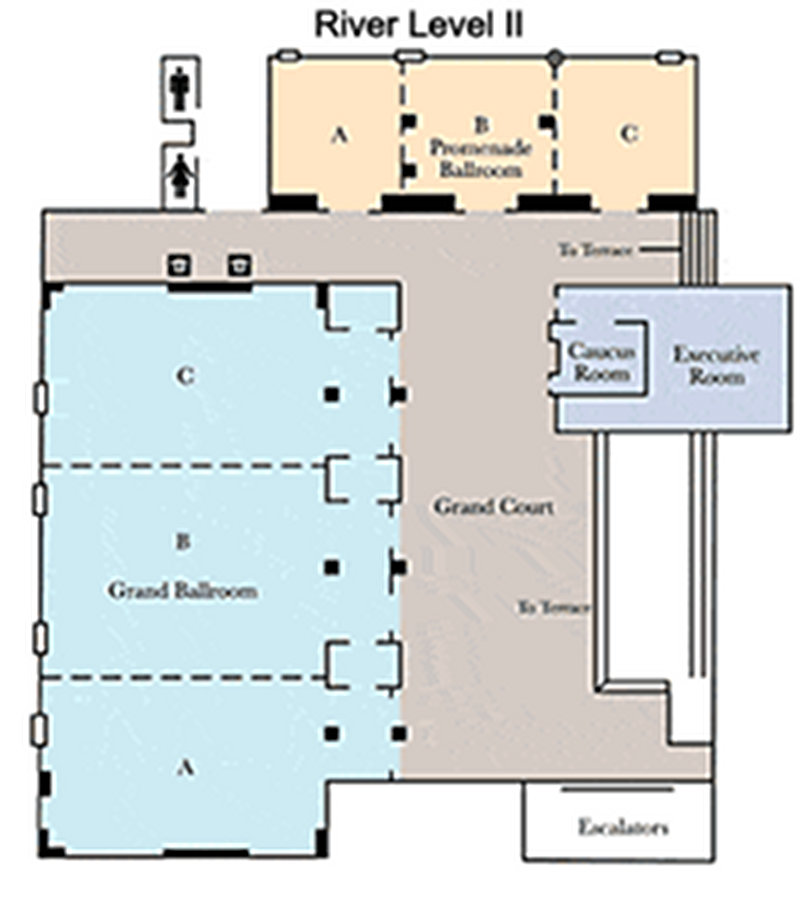 River Level II
A
B
Promenade
Ballroom
C
To Terrace
Caucus
Room
Executive
Room
C
Grand Court
B
Grand Ballroom
To Terrace
A
Escalators